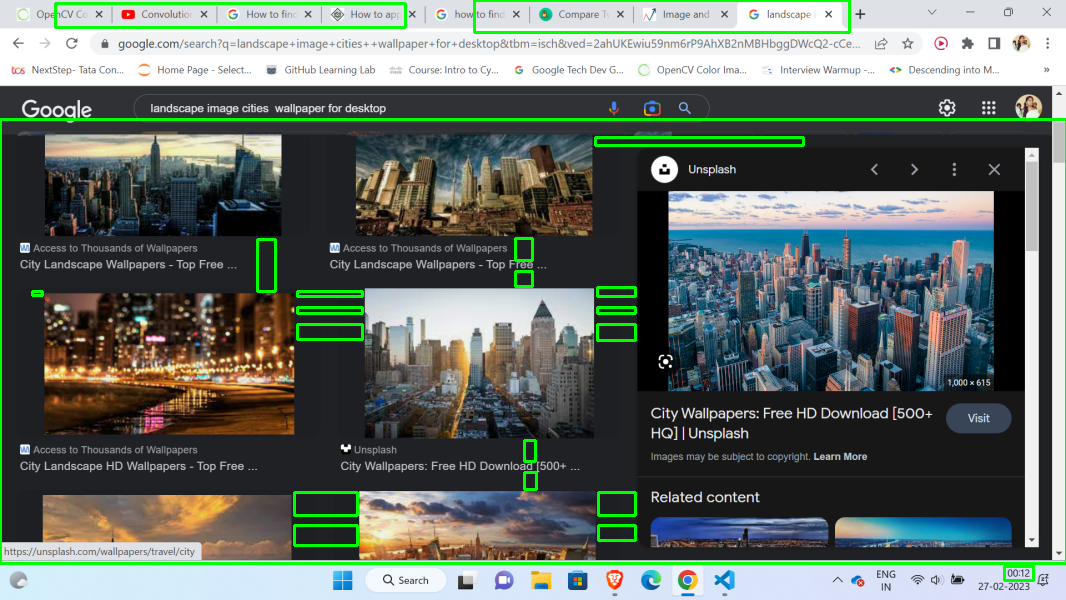 OpenCV Co
Convolution
How to find
How to app
how to find
Compare Tw
Image and
landscape i
google.com/search?q=landscape+image+cities++wallpaper+for+desktop&tbm=isch&ved=2ahUKEwiu59nm6rP9AhXB2nMBHbggDWcQ2-cCe...
NextStep- Tata Con...
Home Page - Select...
GitHub Learning Lab
Course: Intro to Cy...
Google Tech Dev G...
OpenCV Color Ima...
Interview Warmup -...
Descending into M...
»
Google
landscape image cities wallpaper for desktop
Unsplash
Access to Thousands of Wallpapers
City Landscape Wallpapers - Top Free ...
Access to Thousands of Wallpapers
City Landscape Wallpapers - Top Free ...
1,000 × 615
City Wallpapers: Free HD Download [500+
HQ] | Unsplash
Visit
Images may be subject to copyright. Learn More
Access to Thousands of Wallpapers
City Landscape HD Wallpapers - Top Free ...
Unsplash
City Wallpapers: Free HD Download [500+ ...
Related content
https://unsplash.com/wallpapers/travel/city
Search
ENG
IN
00:12
27-02-2023